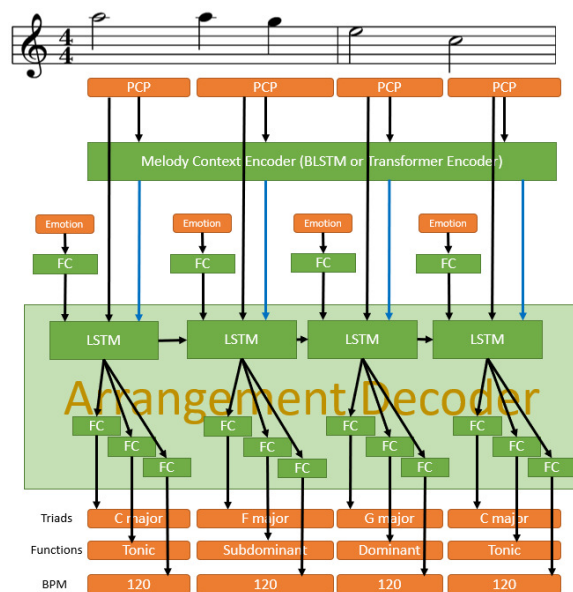 4
4
PCP PCP PCP PCP
Melody Context Encoder (BLSTM or Transformer Encoder)
Emotion Emotion Emotion Emotion
FC FC FC FC
LSTM LSTM LSTM LSTM
Arrangement Decoder
FC FC FC FC
FC FC FC FC
FC FC FC FC
Triads C major F major G major C major
Functions Tonic Subdominant Dominant Tonic
BPM 120 120 120 120